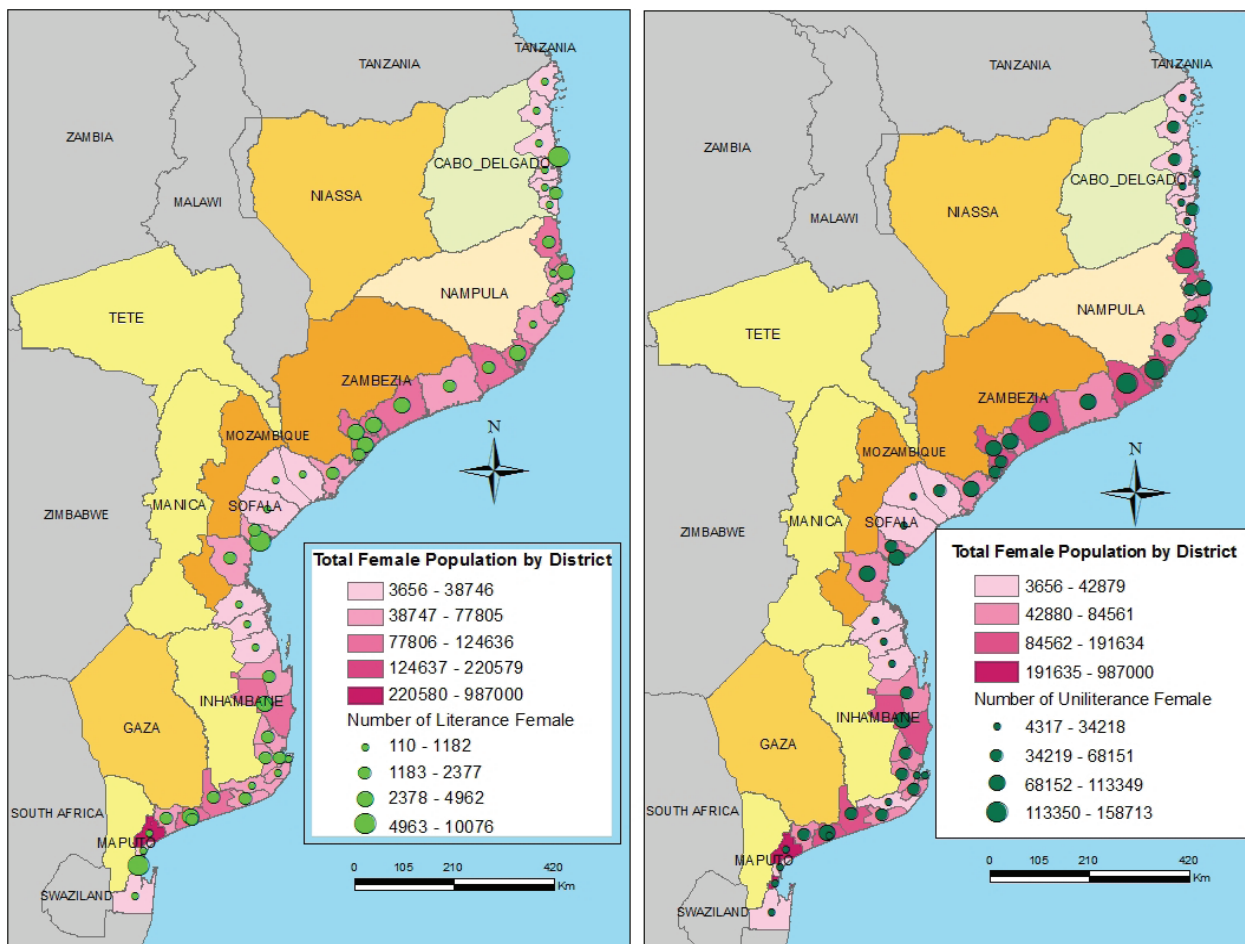 TANZANIA
TANZANIA
ZAMBIA
CABO_DELGADO
NIASSA
MALAWI
NAMPULA
TETE
ZAMBEZIA
N
MOZAMBIQUE
MANICA
SOFALA
ZIMBABWE
Total Female Population by District
3656 - 38746
38747 - 77805
77806 - 124636
124637 - 220579
220580 - 987000
Number of Literance Female
110 - 1182
1183 - 2377
2378 - 4962
4963 - 10076
INHAMBANE
GAZA
SOUTH AFRICA
MAPUTO
SWAZILAND
0 105 210 420
Km
TANZANIA
TANZANIA
ZAMBIA
CABO_DELGADO
NIASSA
MALAWI
NAMPULA
TETE
ZAMBEZIA
N
MOZAMBIQUE
MANICA
SOFALA
ZIMBABWE
Total Female Population by District
3656 - 42879
42880 - 84561
84562 - 191634
191635 - 987000
Number of Uniliterance Female
4317 - 34218
34219 - 68151
68152 - 113349
113350 - 158713
INHAMBANE
GAZA
SOUTH AFRICA
MAPUTO
SWAZILAND
0 105 210 420
Km